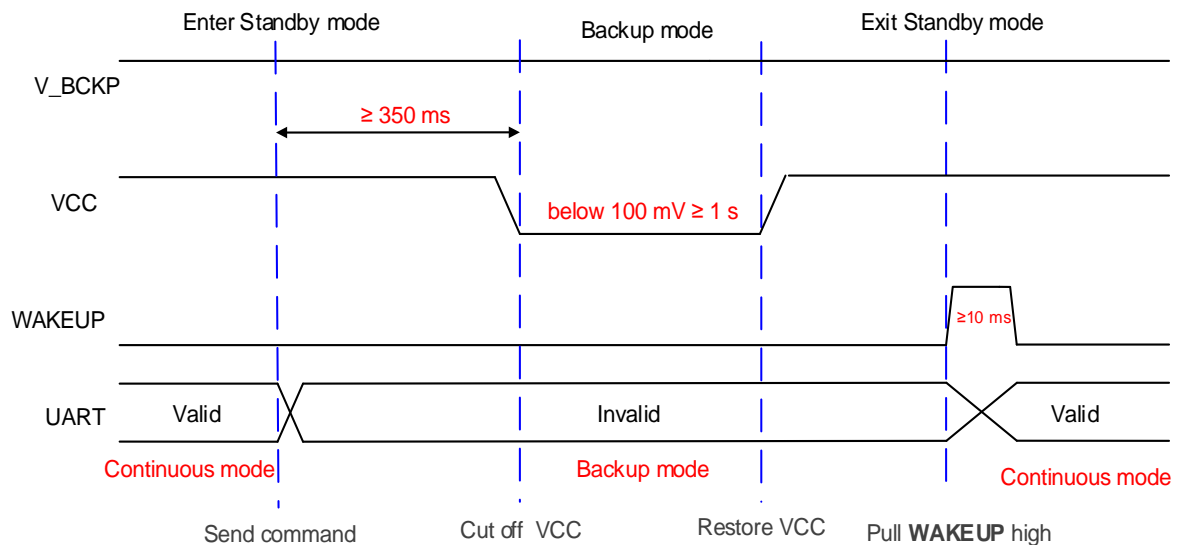 Enter Standby mode
Backup mode
Exit Standby mode
V_BCKP
≥ 350 ms
VCC
below 100 mV ≥ 1 s
WAKEUP
≥10 ms
UART
Valid
Invalid
Valid
Continuous mode
Backup mode
Continuous mode
Send command
Cut off VCC
Restore VCC
Pull WAKEUP high